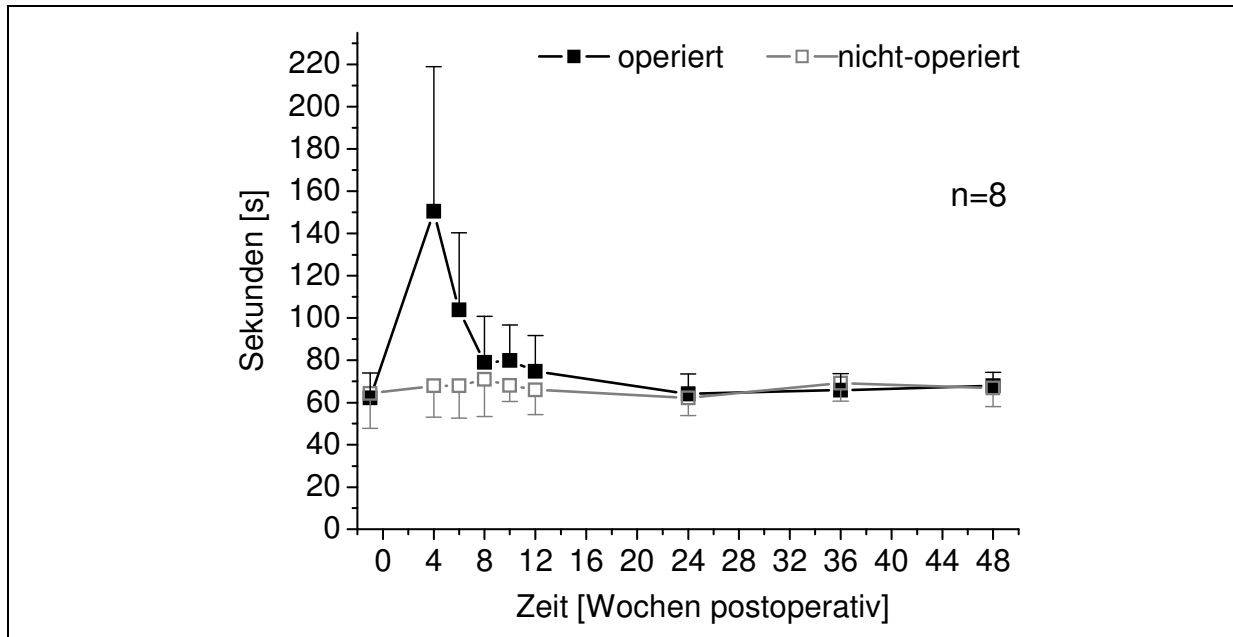 operiert nicht-operiert
220
200
180
160
140
120
100
80
60
40
20
0
Sekunden [s]
n=8
0 4 8 12 16 20 24 28 32 36 40 44 48
Zeit [Wochen postoperativ]